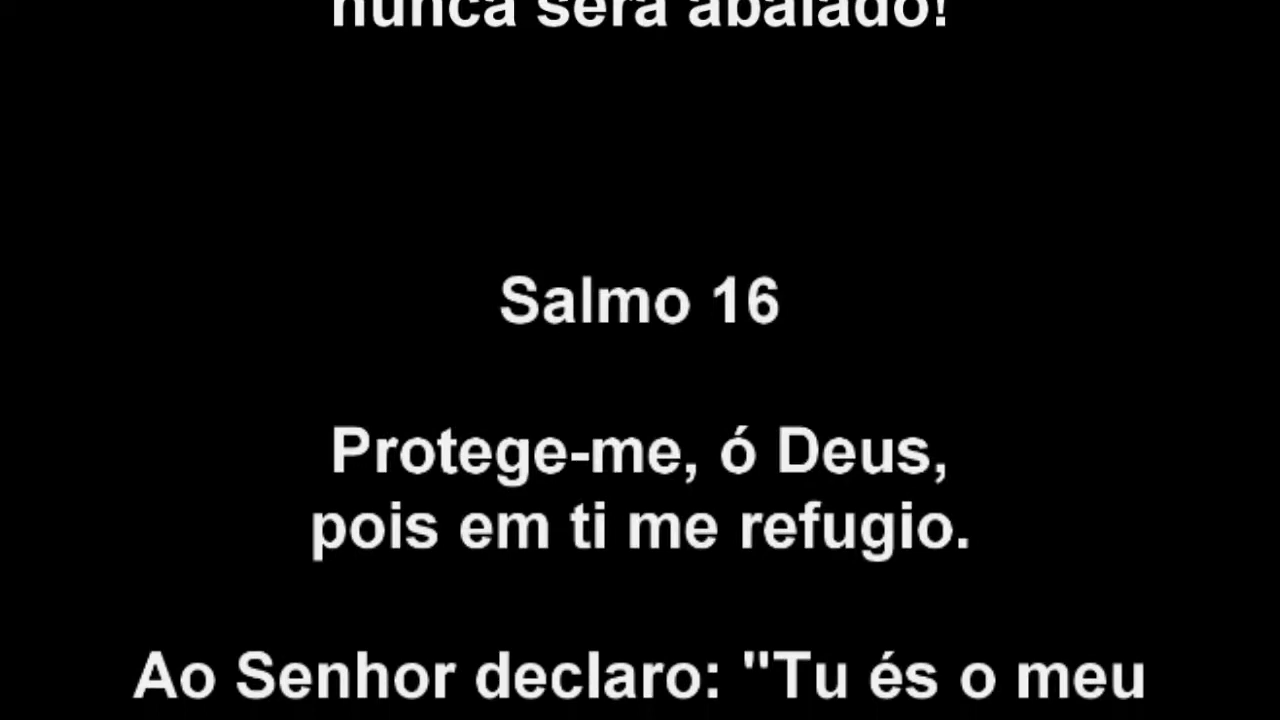 nunca será abalado!
Salmo 16
Protege-me, ó Deus,
pois em ti me refugio.
Ao Senhor declaro: "Tu és o meu